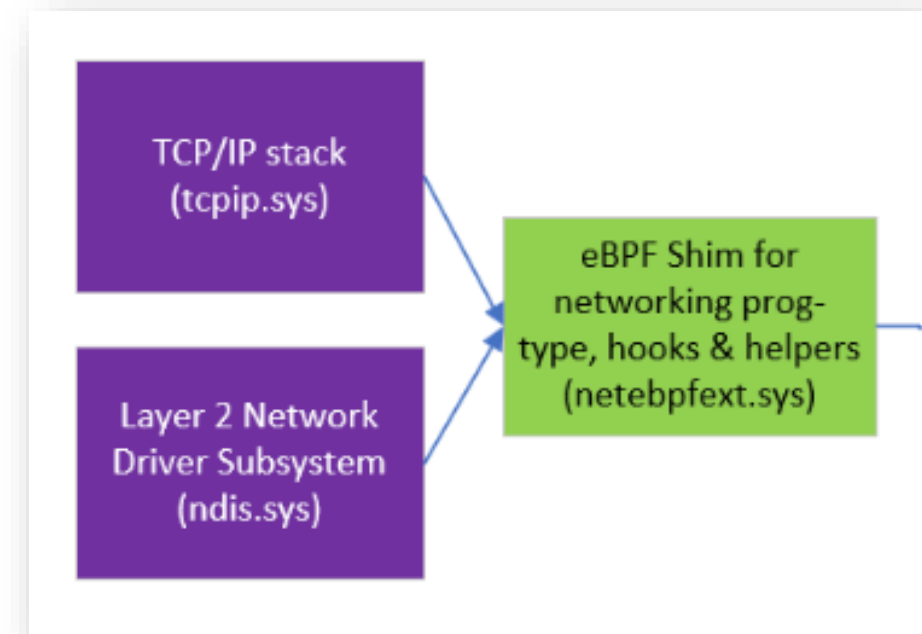 TCP/IP stack
(tcpip.sys)
eBPF Shim for
networking prog-
type, hooks & helpers
(netebpfext.sys)
Layer 2 Network
Driver Subsystem
(ndis.sys)